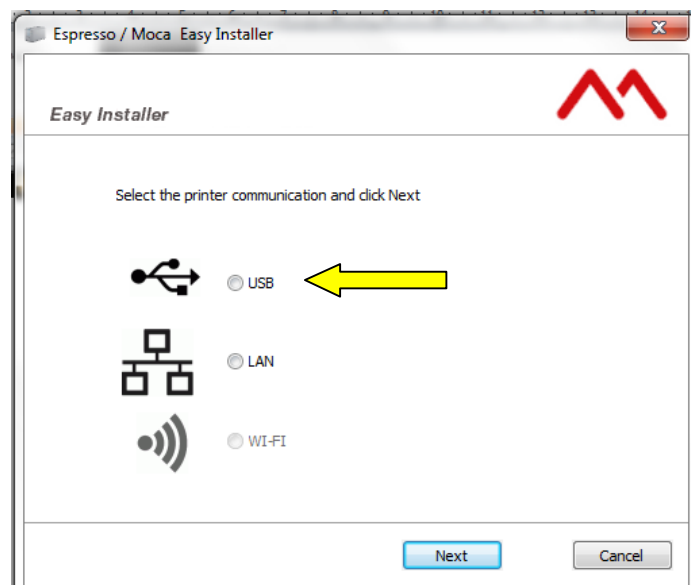 Espresso / Moca Easy Installer
Easy Installer
Select the printer communication and click Next
USB
LAN
WI-FI
Next
Cancel